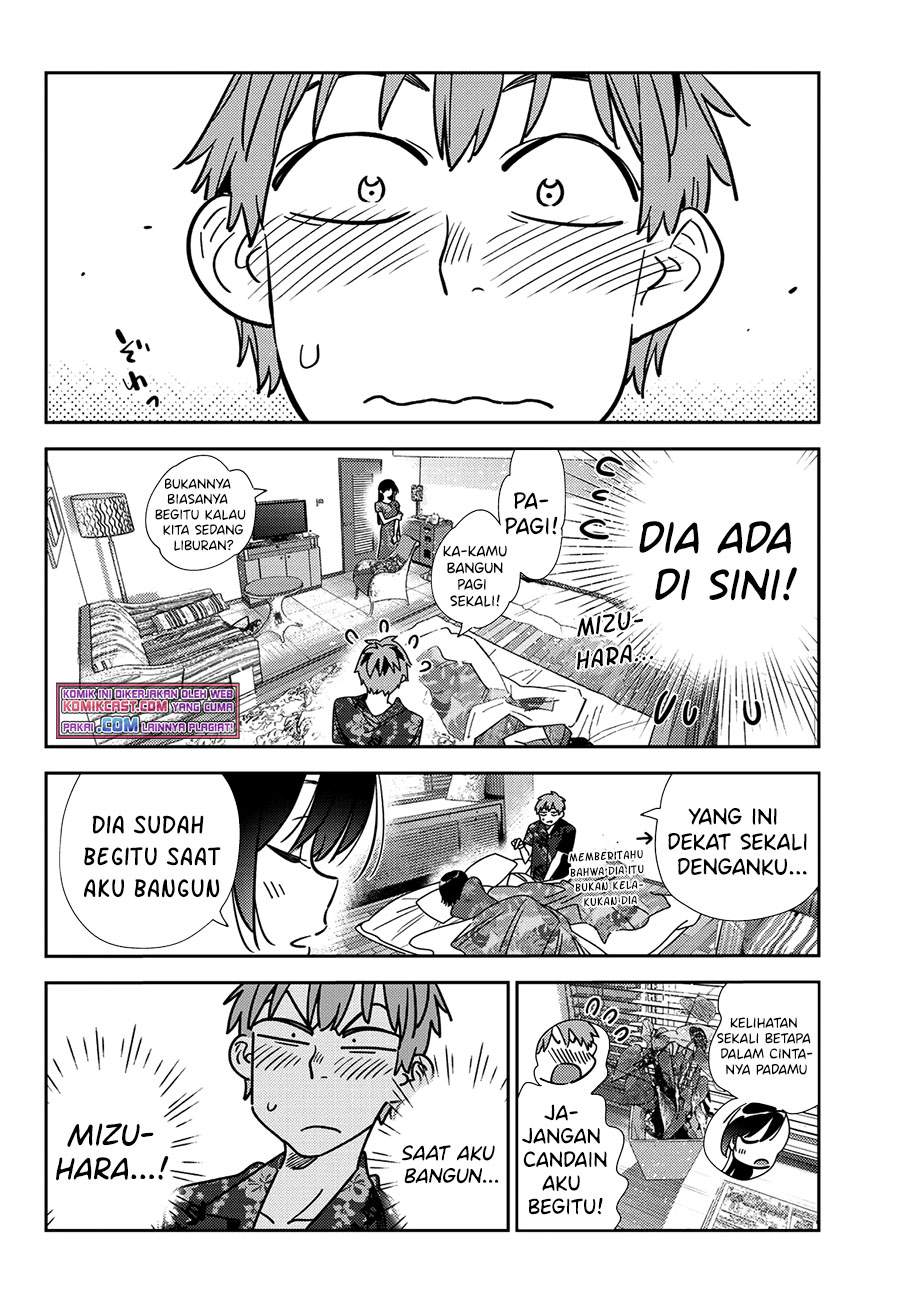 ぞわっ
DIA ADA
DI SINI!
MIZU-
HARA...
PA-
PAGI!
KA-KAMU
BANGUN
PAGI
SEKALI!
BUKANNYA
BIASANYA
BEGITU KALAU
KITA SEDANG
LIBURAN?
KOMIK INI DIKERJAKAN OLEH WEB
KOMIKCAST.COM YANG CUMA
PAKAI .COM LAINNYA PLAGIAT!
YANG INI
DEKAT SEKALI
DENGANKU...
MEMBERITAHU
BAHWA DIA ITU
BUKAN KELA-
KUKAN DIA
DIA SUDAH
BEGITU SAAT
AKU BANGUN
KELIHATAN
SEKALI BETAPA
DALAM CINTA-
NYA PADAMU
JA-
JANGAN
CANDAIN
AKU
BEGITU!
SAAT AKU
BANGUN...
MIZU-
HARA...!